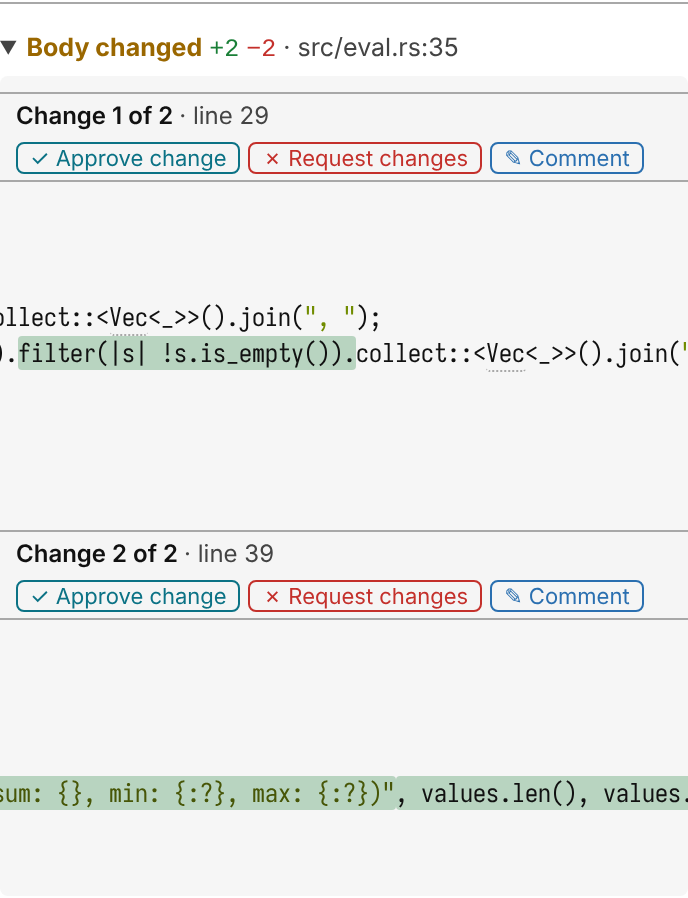 ▼ Body changed +2 −2 · src/eval.rs:35
Change 1 of 2 · line 29
✓ Approve change × Request changes ✎ Comment
ollect::<Vec<_>>().join(", ");
).filter(|s| !s.is_empty()).collect::<Vec<_>>().join("
Change 2 of 2 · line 39
✓ Approve change × Request changes ✎ Comment
sum: {}, min: {:?}, max: {:?})", values.len(), values.